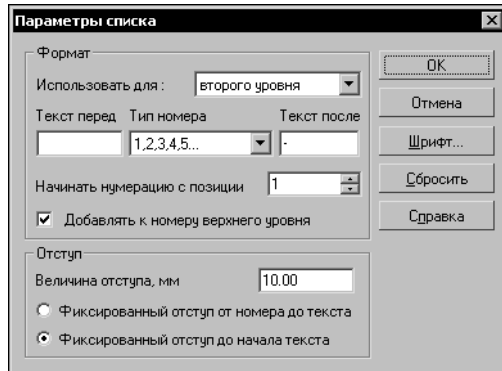 Параметры списка
Формат
Использовать для : второго уровня
Текст перед Тип номера Текст после
1,2,3,4,5... -
Начинать нумерацию с позиции 1
Добавлять к номеру верхнего уровня
Отступ
Величина отступа, мм 10.00
Фиксированный отступ от номера до текста
Фиксированный отступ до начала текста
OK
Отмена
Шрифт...
Сбросить
Справка